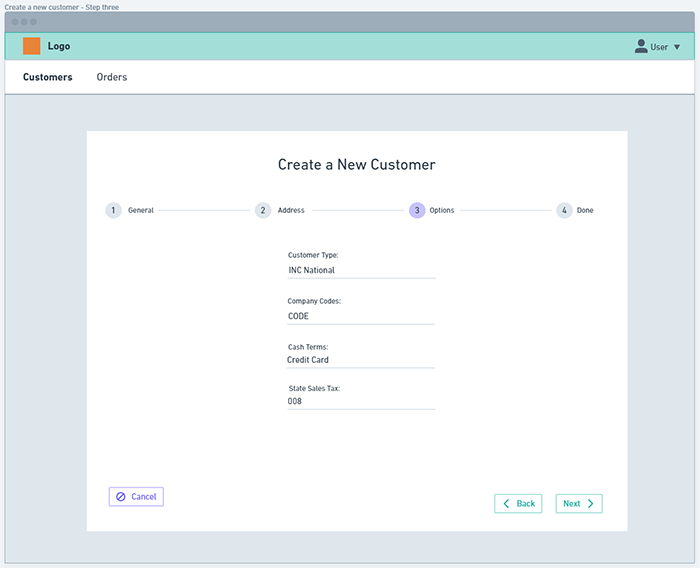 Create a new customer - Step three
Logo
User
Customers Orders
Create a New Customer
1 General 2 Address 3 Options 4 Done
Customer Type:
INC National
Company Codes:
CODE
Cash Terms:
Credit Card
State Sales Tax:
008
Cancel
Back Next